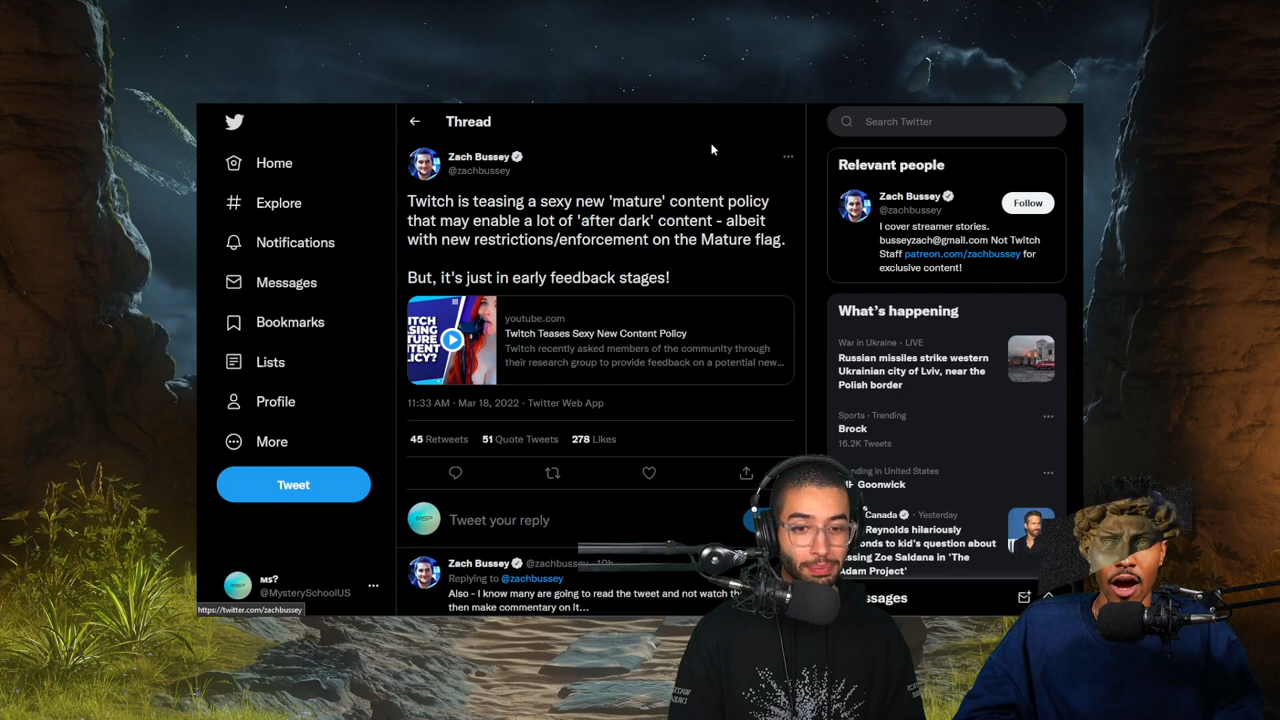 Home
Explore
Notifications
Messages
Bookmarks
Lists
Profile
More
Tweet
MS?
@MysterySchoolUS
https://twitter.com/zachbussey
Thread
Zach Bussey
@zachbussey
Twitch is teasing a sexy new 'mature' content policy
that may enable a lot of 'after dark' content - albeit
with new restrictions/enforcement on the Mature flag.
But, it's just in early feedback stages!
youtube.com
Twitch Teases Sexy New Content Policy
Twitch recently asked members of the community through
their research group to provide feedback on a potential new...
11:33 AM · Mar 18, 2022 · Twitter Web App
45 Retweets 51 Quote Tweets 278 Likes
MSP
Tweet your reply
Zach Bussey @zachbussey
Replying to @zachbussey
Also - I know many are going to read the tweet and not watch th
then make commentary on it...
Search Twitter
Relevant people
Zach Bussey
@zachbussey
Follow
I cover streamer stories.
busseyzach@gmail.com Not Twitch
Staff patreon.com/zachbussey for
exclusive content!
What's happening
War in Ukraine · LIVE
Russian missiles strike western
Ukrainian city of Lviv, near the
Polish border
Sports · Trending
Brock
16.2K Tweets
nding in United States
Goonwick
Canada · Yesterday
Reynolds hilariously
onds to kid's question about
ssing Zoe Saldana in 'The
Adam Project'
ssages